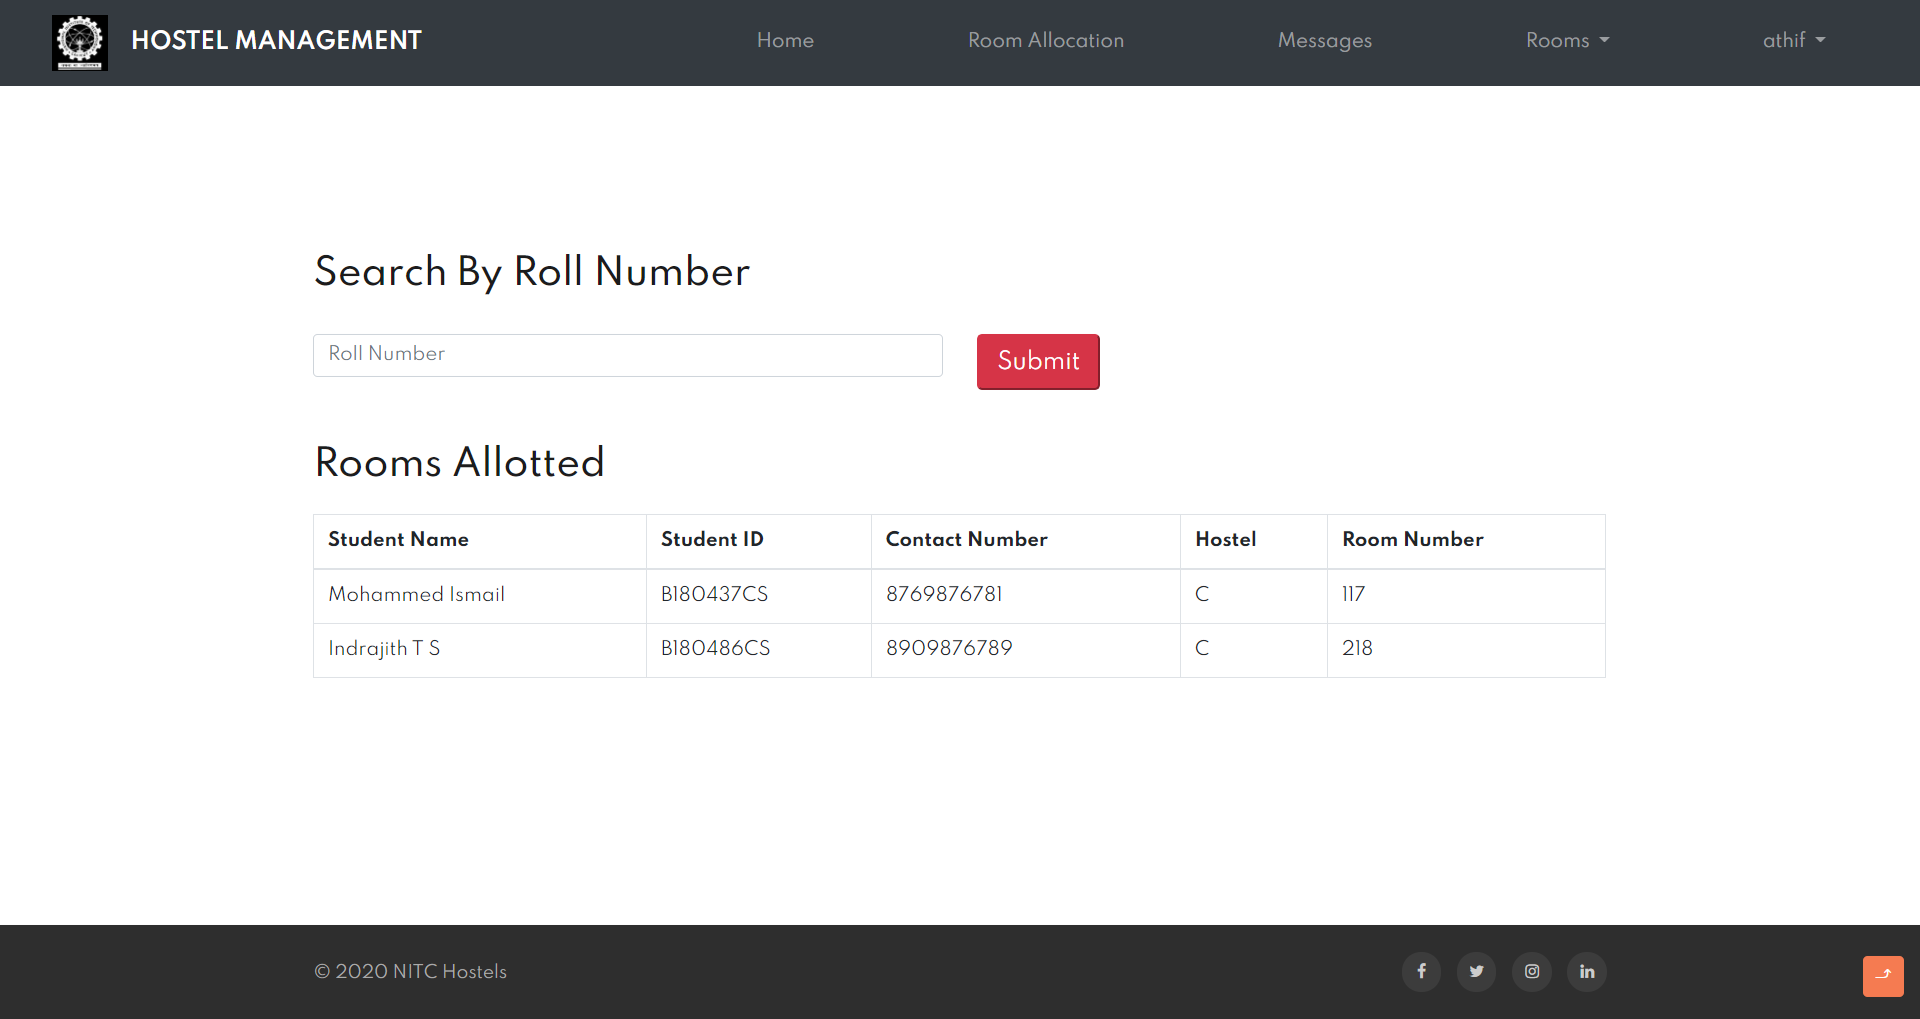 HOSTEL MANAGEMENT Home Room Allocation Messages Rooms athif
Search By Roll Number
Roll Number Submit
Rooms Allotted
Student Name Student ID Contact Number Hostel Room Number
Mohammed Ismail B180437CS 8769876781 C 117
Indrajith T S B180486CS 8909876789 C 218
© 2020 NITC Hostels